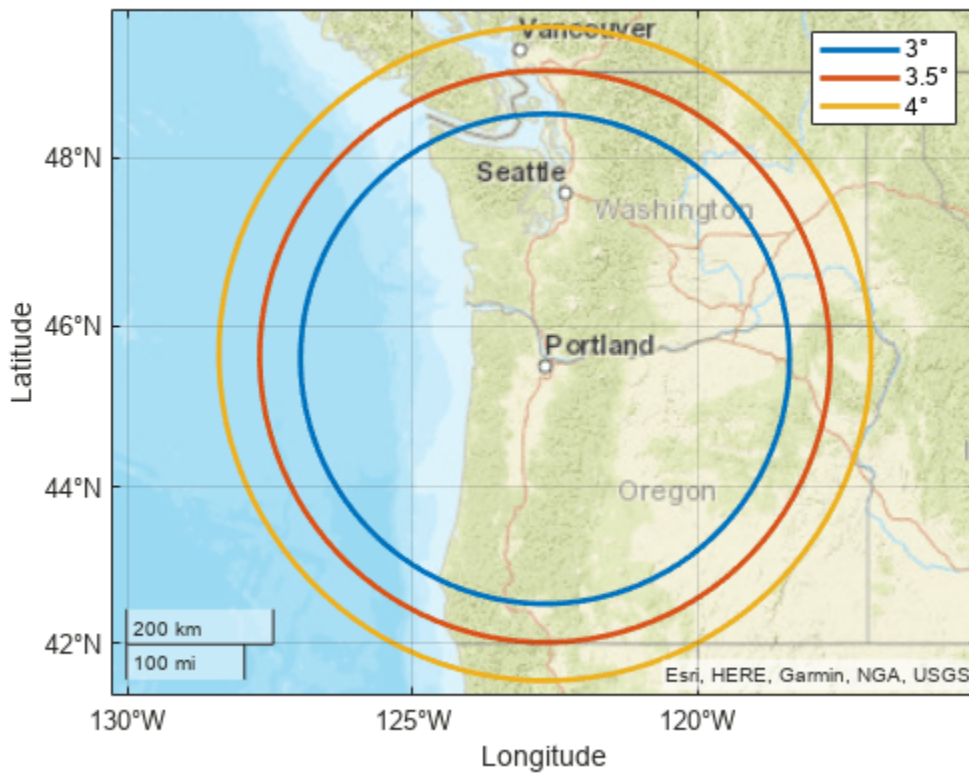 Vancouver
3°
3.5°
4°
48°N
Seattle
Washington
46°N
Portland
Latitude
44°N
Oregon
200 km
42°N
100 mi
Esri, HERE, Garmin, NGA, USGS
130°W
125°W
120°W
Longitude